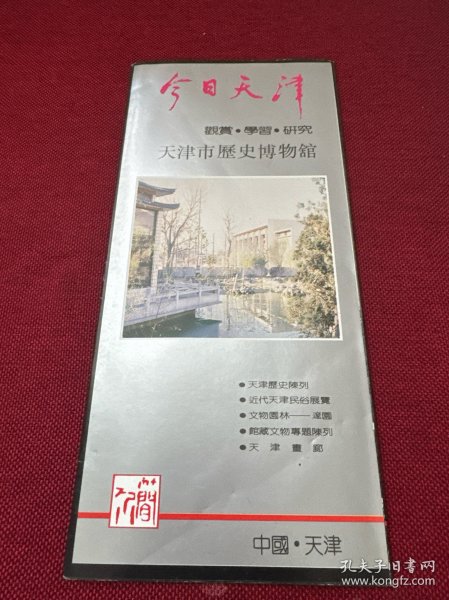 今日天津
觀賞•學習•研究
天津市歷史博物館
•天津歷史陳列
•近代天津民俗展覽
•文物園林——達園
•館藏文物專題陳列
•天津畫廊
中國•天津
孔夫子旧书网
www.kongfz.com